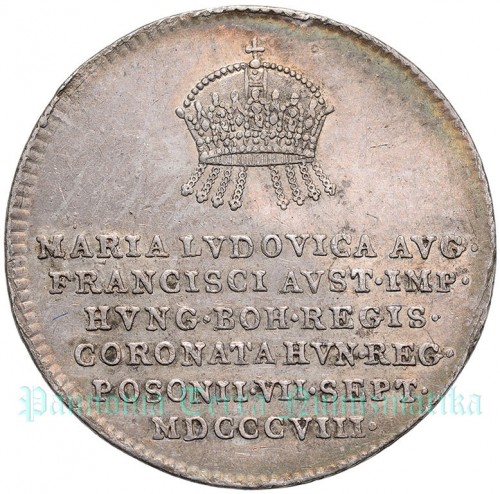 MARIA LVDOVICA AVG·
FRANCISCI AVST·IMP·
HVNG·BOH·REGIS·
CORONATA HVN·REG·
POSONII·VII·SEPT·
Pannonia Terra Numizmatika
MDCCCVIII·